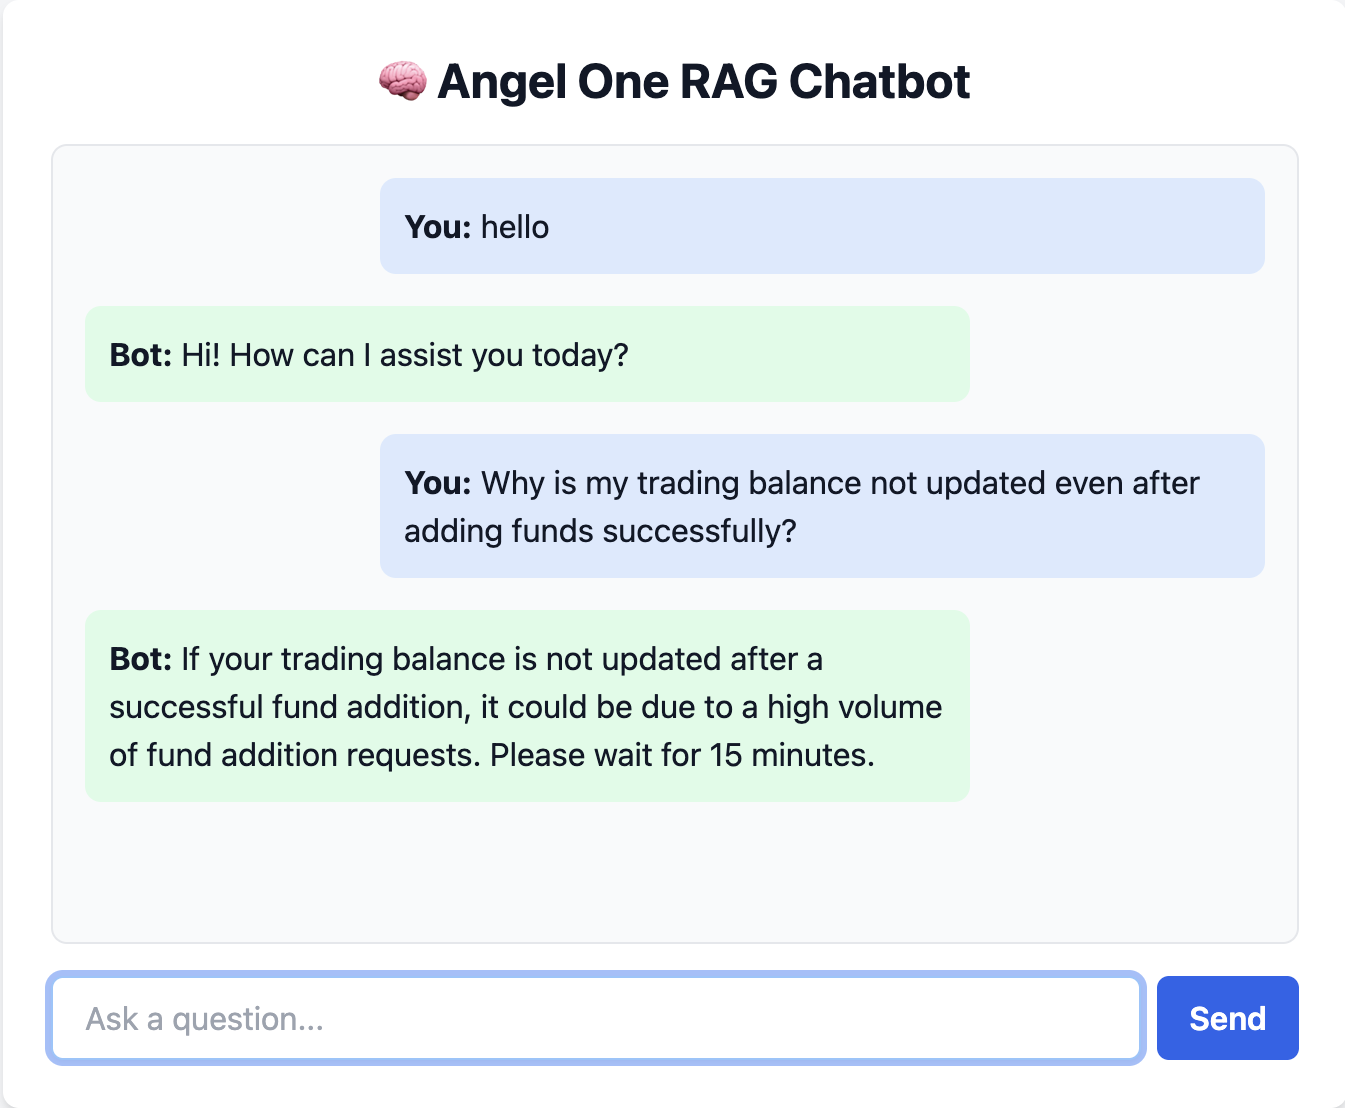 🧠 Angel One RAG Chatbot
You: hello
Bot: Hi! How can I assist you today?
You: Why is my trading balance not updated even after
adding funds successfully?
Bot: If your trading balance is not updated after a
successful fund addition, it could be due to a high volume
of fund addition requests. Please wait for 15 minutes.
Ask a question...
Send